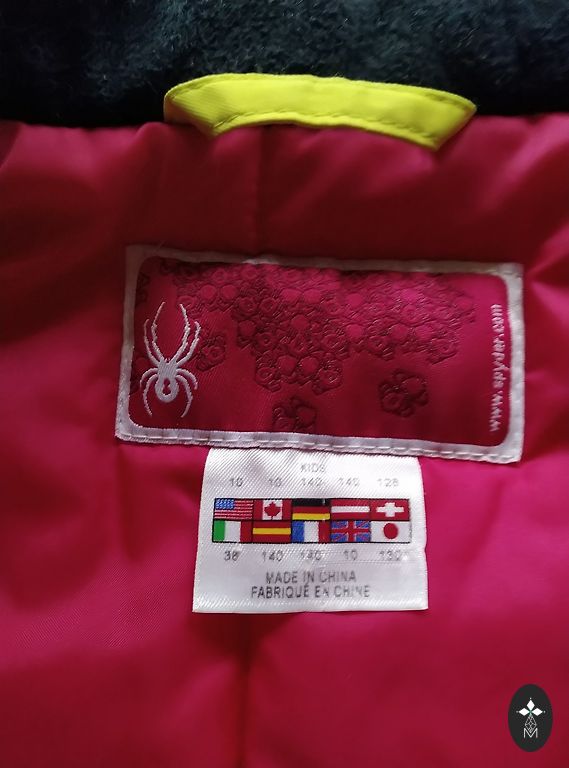 www.spyder.com
KIDS
10 10 140 140 128
36 140 140 10 130
MADE IN CHINA
FABRIQUÉ EN CHINE
M